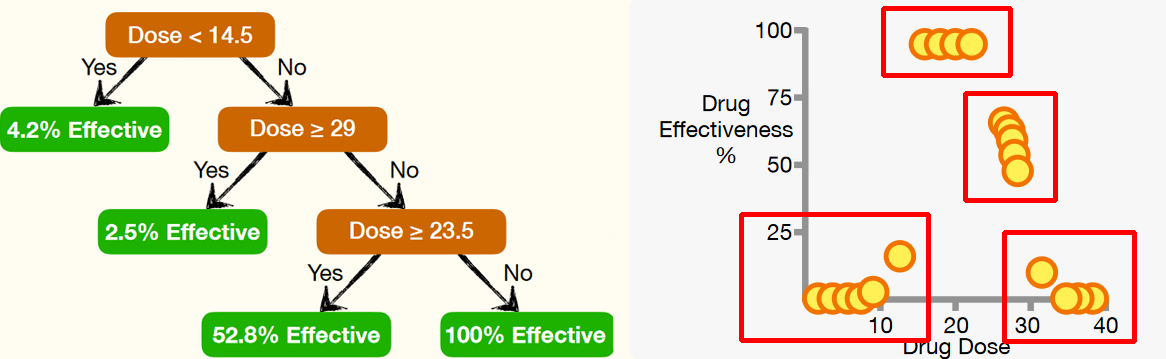 Dose < 14.5
Yes
No
4.2% Effective
Dose ≥ 29
Yes
No
2.5% Effective
Dose ≥ 23.5
Yes
No
52.8% Effective
100% Effective
100
75
50
25
Drug
Effectiveness
%
10
20
30
40
Drug Dose